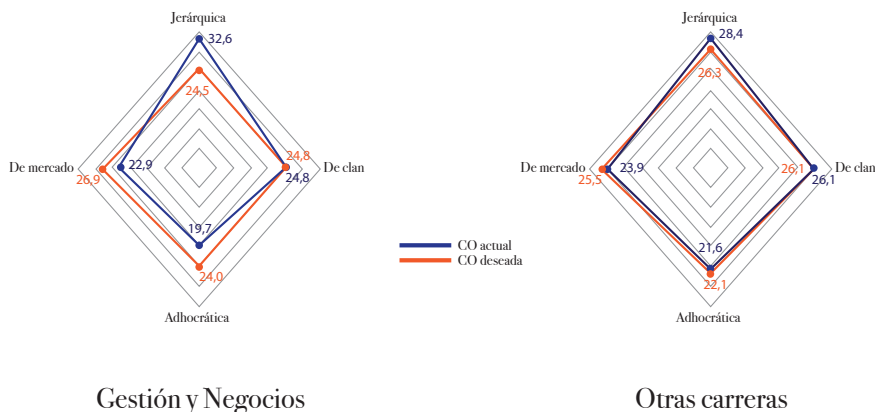 Jerárquica
32,6
24,5
De mercado
22,9
26,9
24,8
De clan
24,8
19,7
24,0
Adhocrática
Gestión y Negocios
CO actual
CO deseada
Jerárquica
28,4
26,3
De mercado
23,9
25,5
26,1
De clan
26,1
21,6
22,1
Adhocrática
Otras carreras